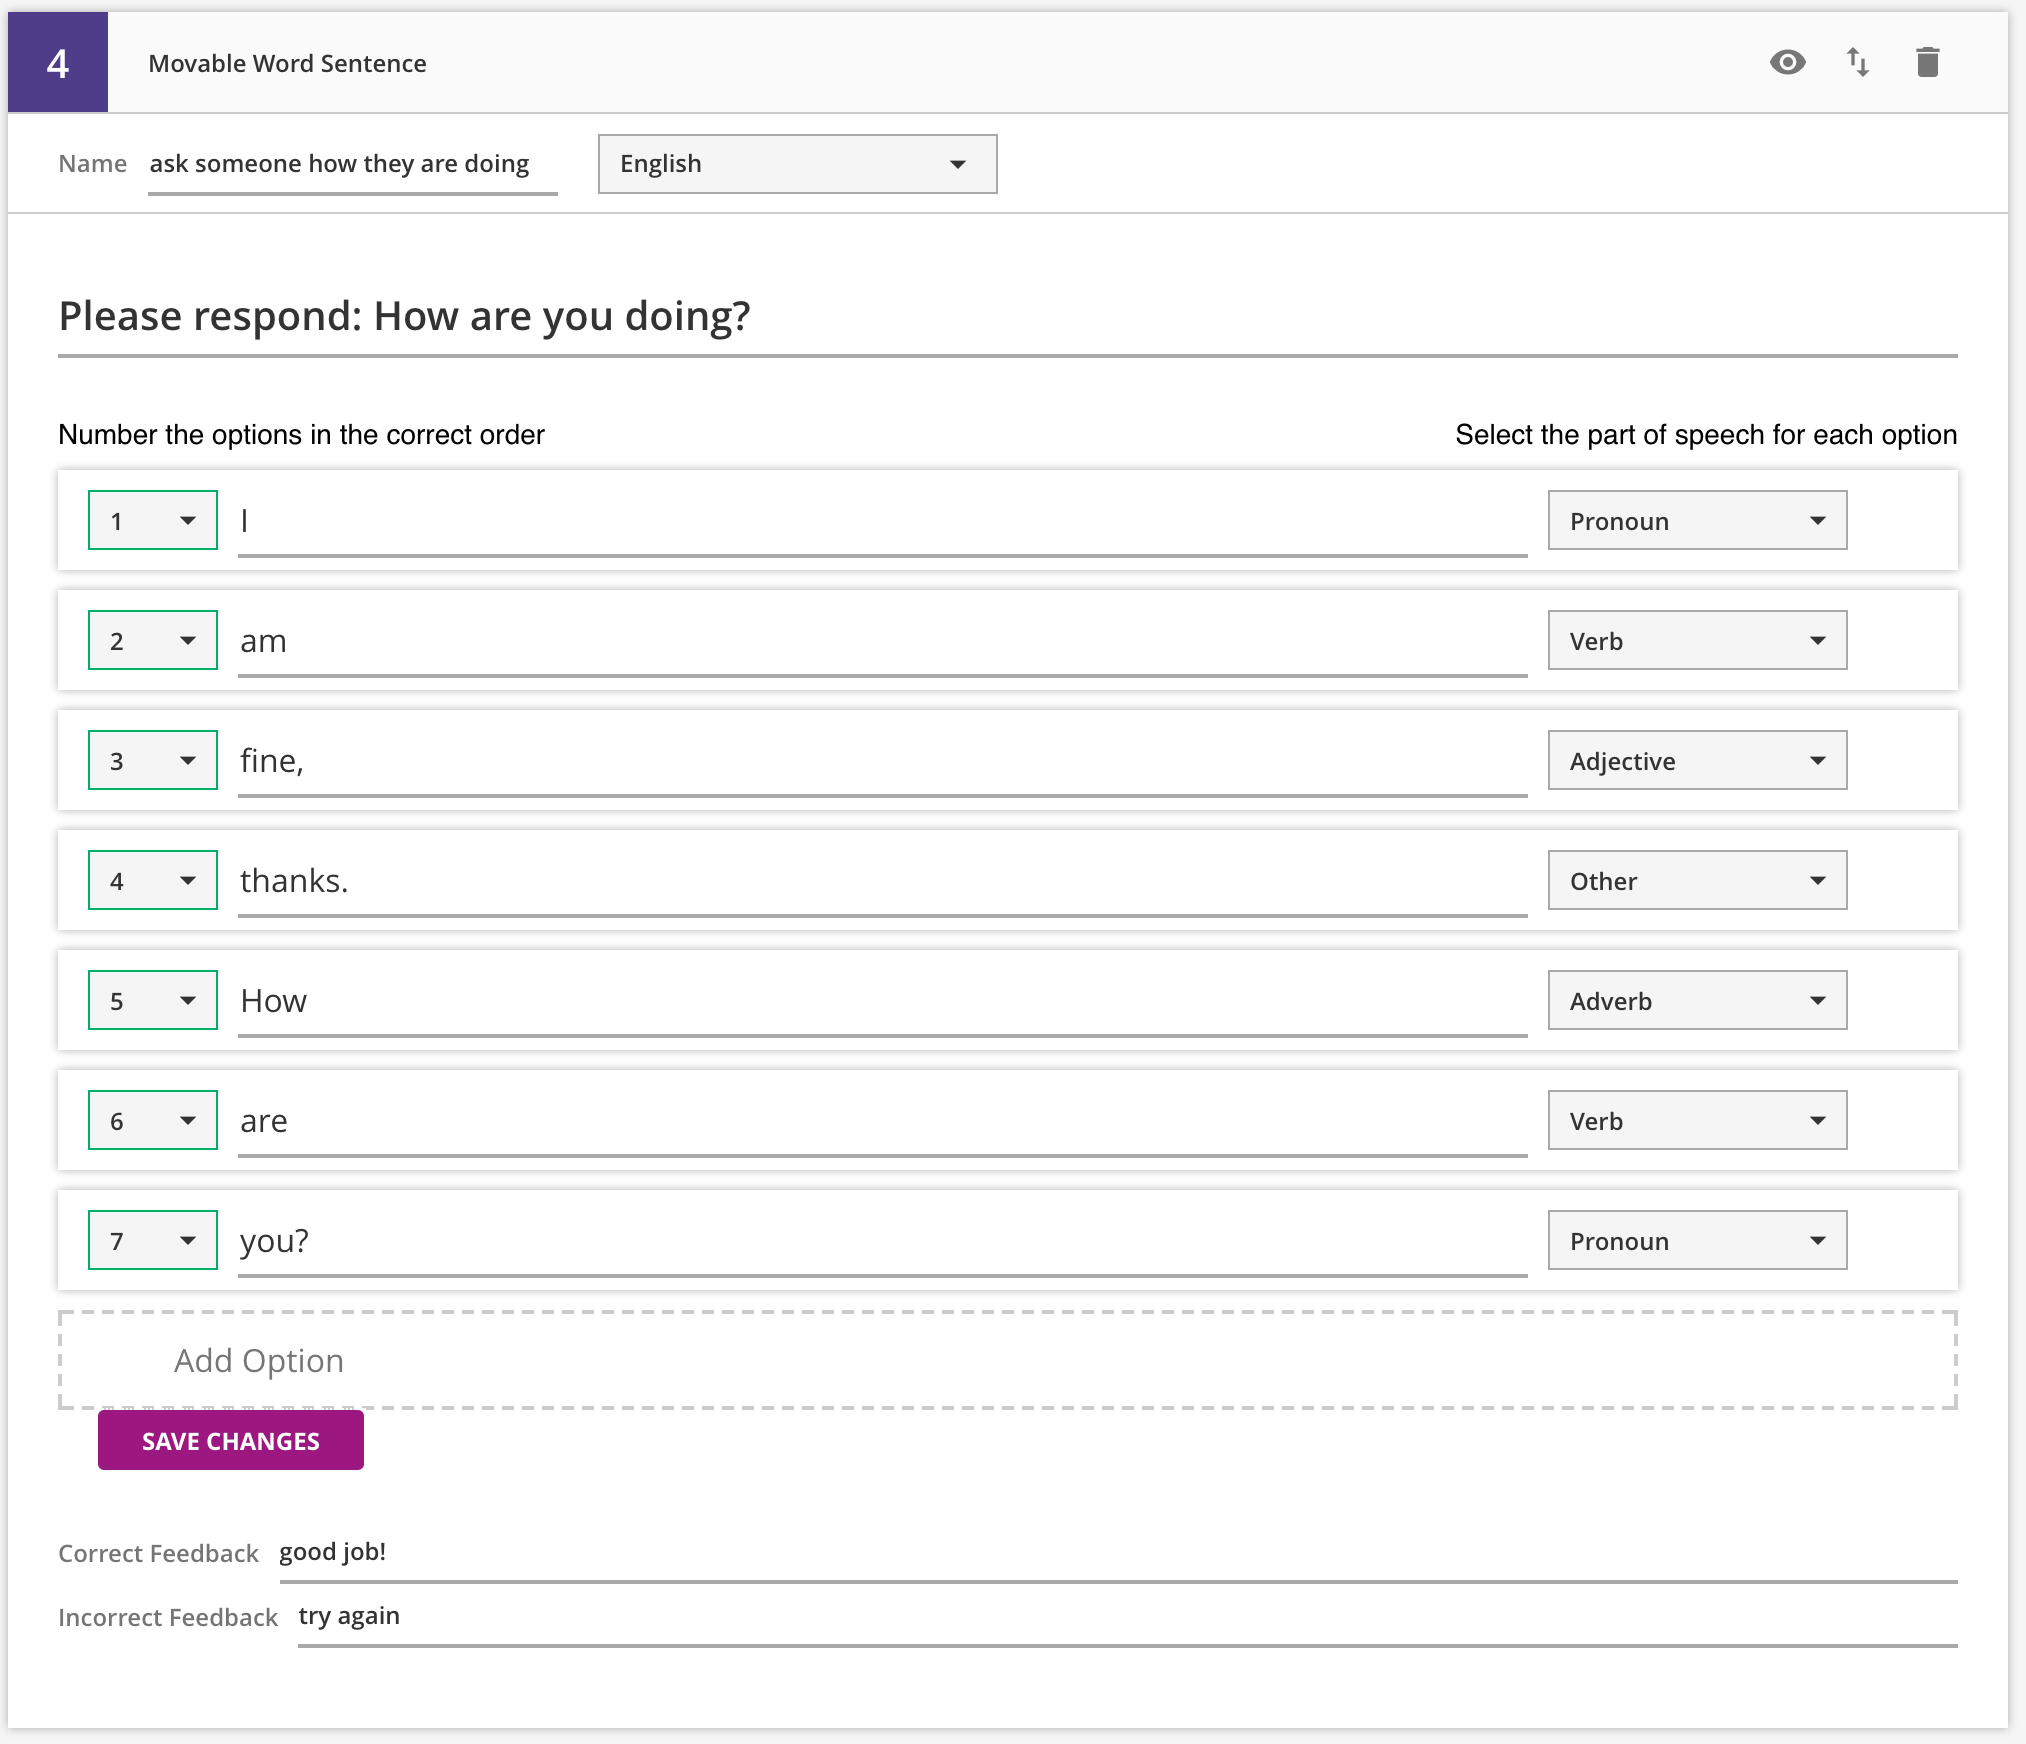 4 Movable Word Sentence
Name ask someone how they are doing English
Please respond: How are you doing?
Number the options in the correct order Select the part of speech for each option
1 I Pronoun
2 am Verb
3 fine, Adjective
4 thanks. Other
5 How Adverb
6 are Verb
7 you? Pronoun
Add Option
SAVE CHANGES
Correct Feedback good job!
Incorrect Feedback try again